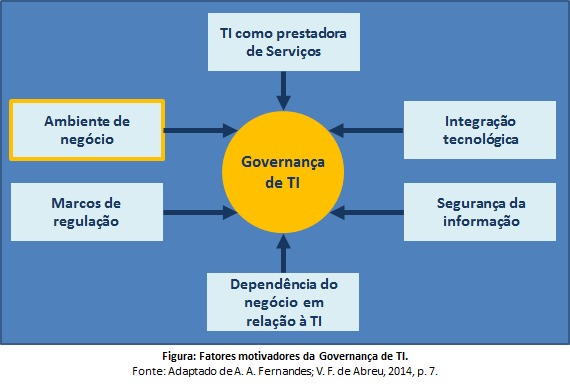 TI como prestadora
de Serviços
Ambiente de
negócio
Integração
tecnológica
Governança
de TI
Marcos de
regulação
Segurança da
informação
Dependência do
negócio em
relação à TI
Figura: Fatores motivadores da Governança de TI.
Fonte: Adaptado de A. A. Fernandes; V. F. de Abreu, 2014, p. 7.